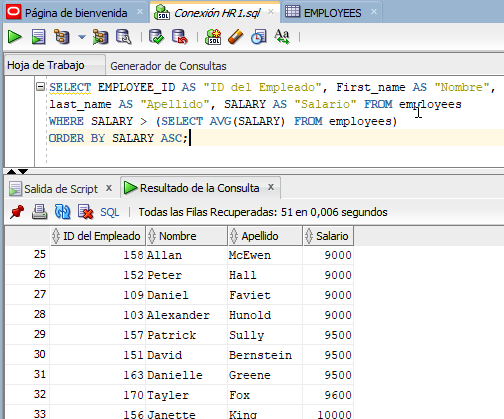 Página de bienvenida Conexión HR1.sql EMPLOYEES
SQL Aa
Hoja de Trabajo Generador de Consultas
SELECT EMPLOYEE_ID AS "ID del Empleado", First_name AS "Nombre",
last_name AS "Apellido", SALARY AS "Salario" FROM employees
WHERE SALARY > (SELECT AVG(SALARY) FROM employees)
ORDER BY SALARY ASC;
Salida de Script Resultado de la Consulta
SQL Todas las Filas Recuperadas: 51 en 0,006 segundos
ID del Empleado Nombre Apellido Salario
25 158 Allan McEwen 9000
26 152 Peter Hall 9000
27 109 Daniel Faviet 9000
28 103 Alexander Hunold 9000
29 157 Patrick Sully 9500
30 151 David Bernstein 9500
31 163 Danielle Greene 9500
32 170 Tayler Fox 9600
33 156 Janette King 10000